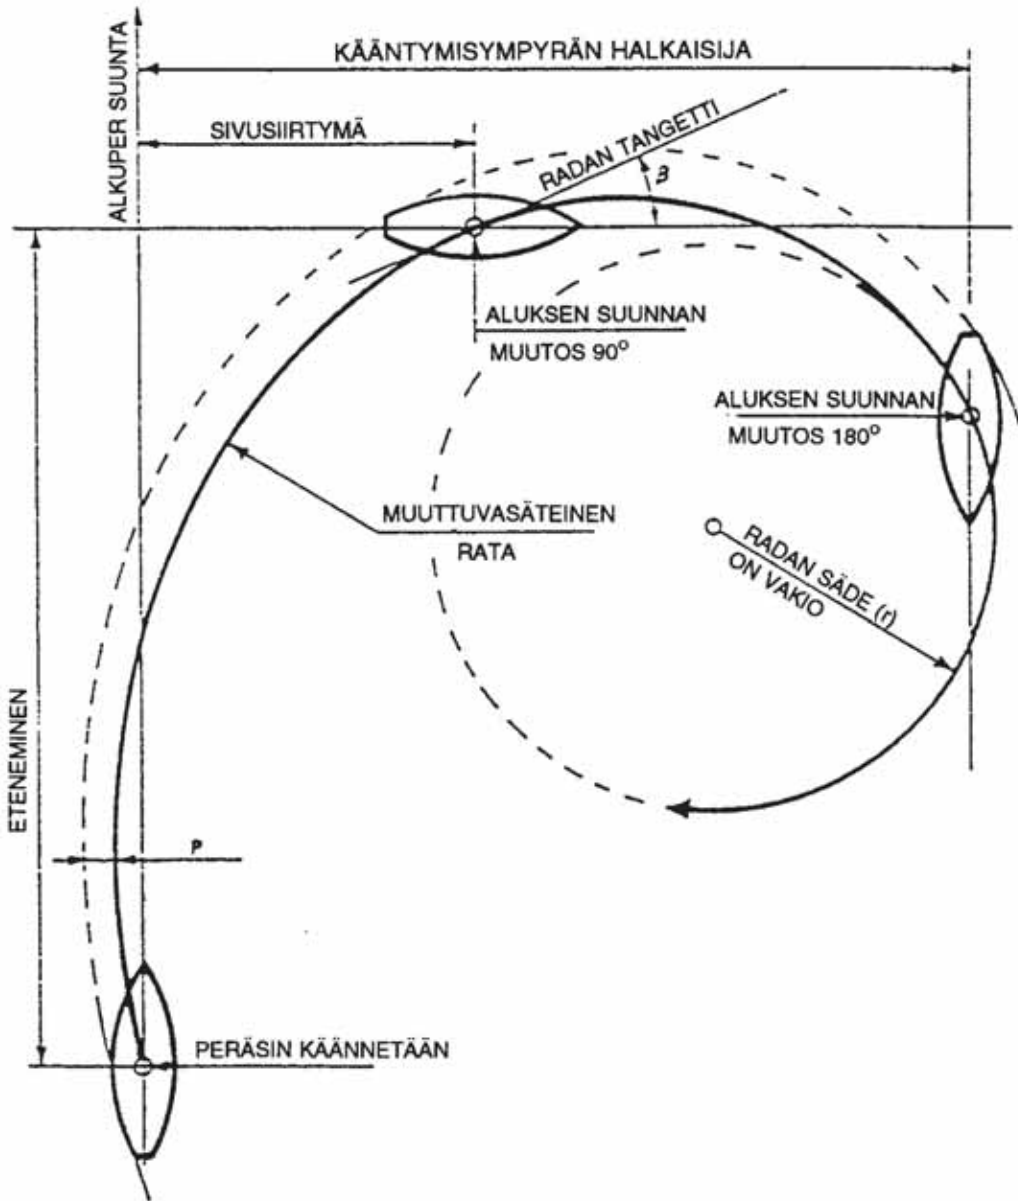 ALKUPER SUUNTA
KÄÄNTYMISYMPYRÄN HALKAISIJA
SIVUSIIRTYMÄ
RADAN TANGETTI
β
ALUKSEN SUUNNAN
MUUTOS 90°
ALUKSEN SUUNNAN
MUUTOS 180°
MUUTTUVASÄTEINEN
RATA
RADAN SÄDE (r)
ON VAKIO
ETENEMINEN
P
PERÄSIN KÄÄNNETÄÄN